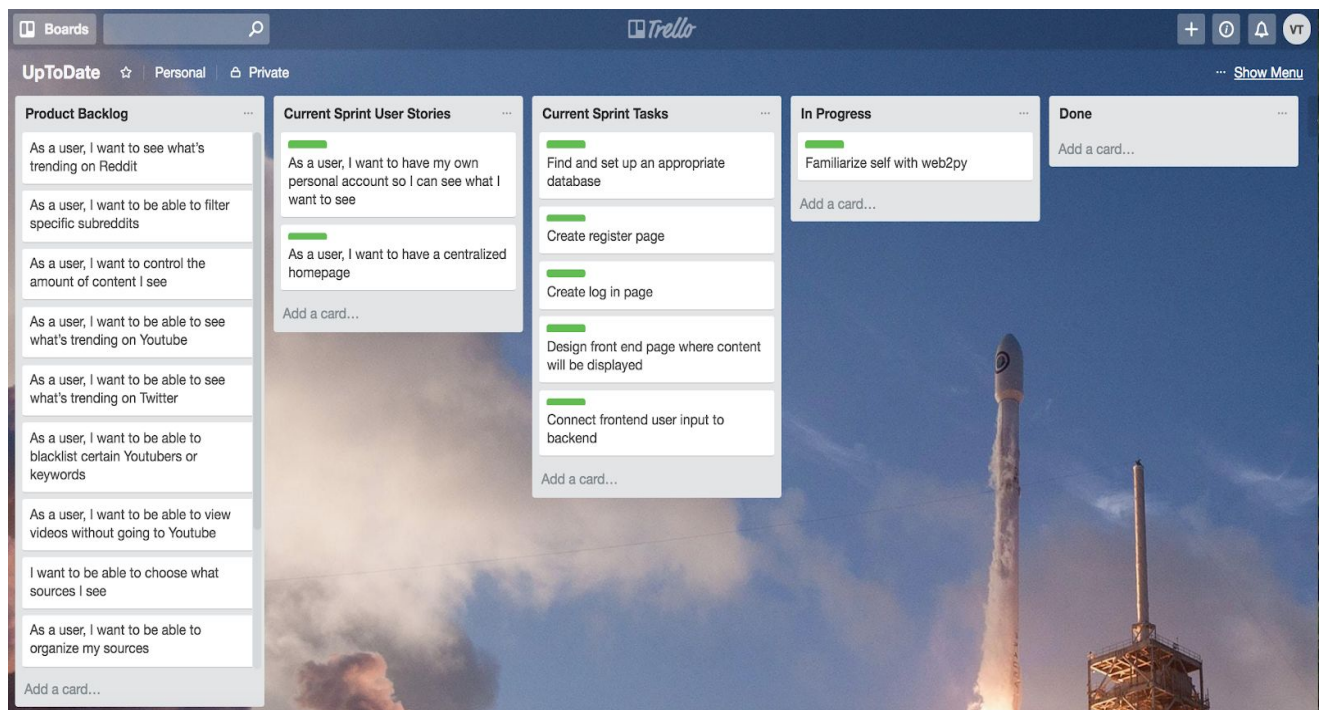 Boards
Trello
VT
UpToDate
Personal
Private
... Show Menu
Product Backlog ...
As a user, I want to see what's
trending on Reddit
As a user, I want to be able to filter
specific subreddits
As a user, I want to control the
amount of content I see
As a user, I want to be able to see
what's trending on Youtube
As a user, I want to be able to see
what's trending on Twitter
As a user, I want to be able to
blacklist certain Youtubers or
keywords
As a user, I want to be able to view
videos without going to Youtube
I want to be able to choose what
sources I see
As a user, I want to be able to
organize my sources
Add a card...
Current Sprint User Stories ...
As a user, I want to have my own
personal account so I can see what I
want to see
As a user, I want to have a centralized
homepage
Add a card...
Current Sprint Tasks ...
Find and set up an appropriate
database
Create register page
Create log in page
Design front end page where content
will be displayed
Connect frontend user input to
backend
Add a card...
In Progress ...
Familiarize self with web2py
Add a card...
Done ...
Add a card...